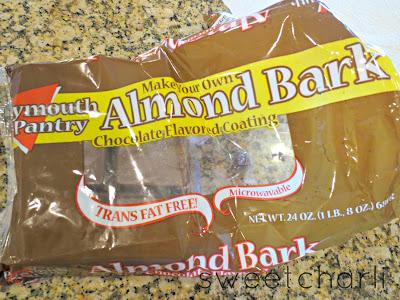 Make Your Own
ymouth
Pantry
Almond Bark
Chocolate Flavored Coating
TRANS FAT FREE!
Microwavable
NET WT. 24 OZ. (1 LB., 8 OZ.)
Almond Bark
sweetcharli